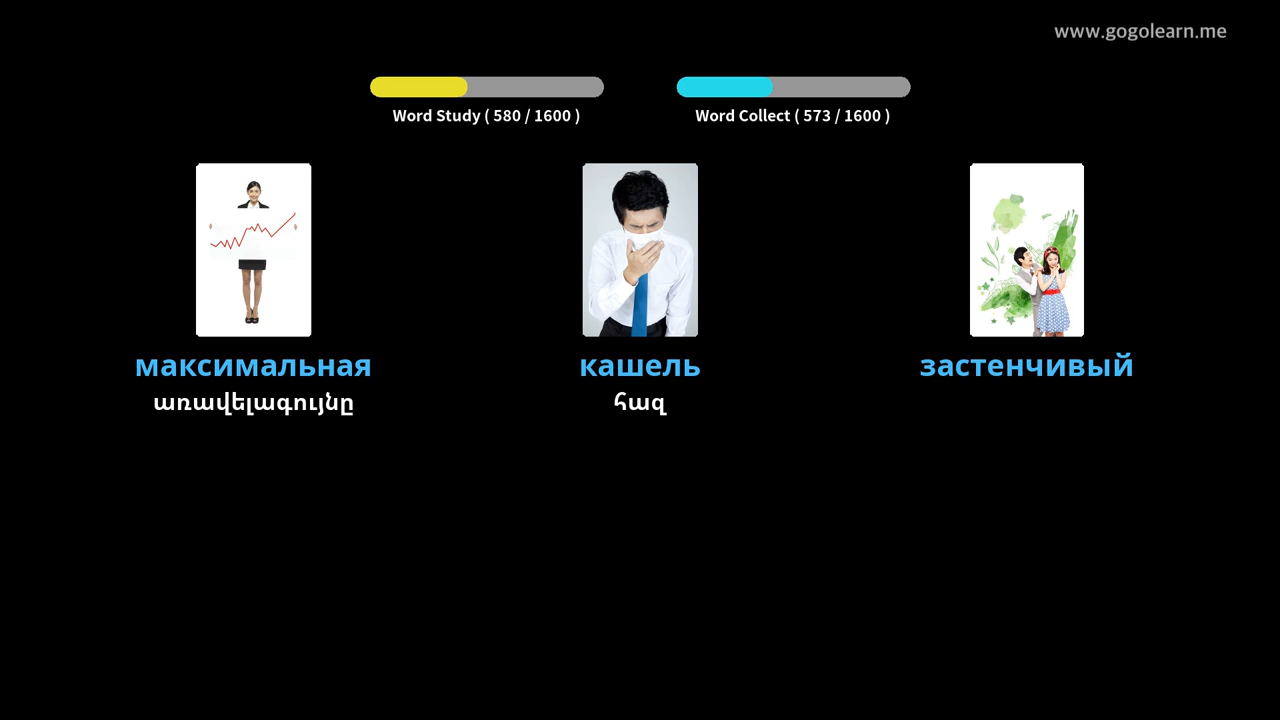 www.gogolearn.me
Word Study ( 580 / 1600 )
Word Collect ( 573 / 1600 )
максимальная
առավելագույնը
кашель
հազ
застенчивый